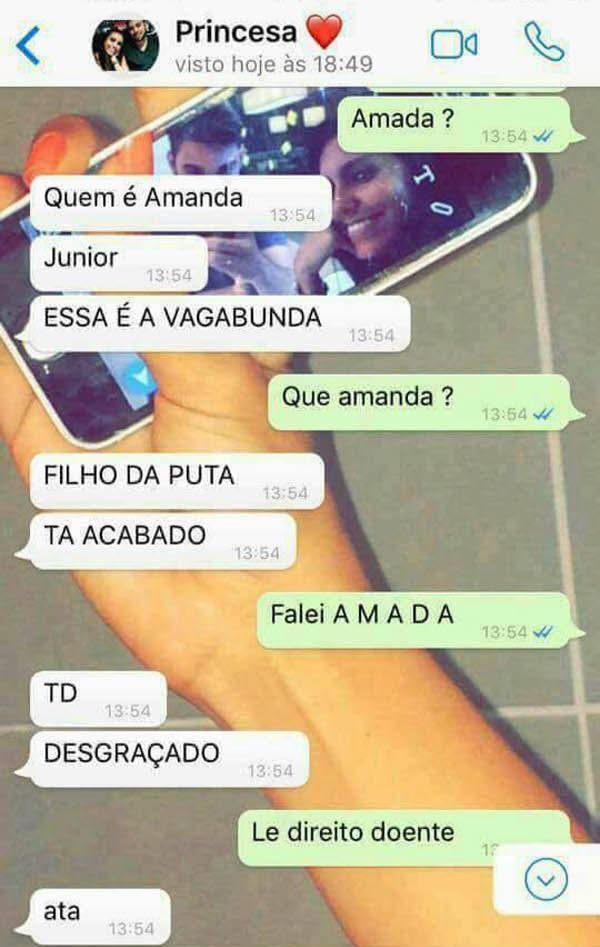 Princesa ❤️
visto hoje às 18:49
Amada ?
13:54
Quem é Amanda
13:54
Junior
13:54
ESSA É A VAGABUNDA
13:54
Que amanda ?
13:54
FILHO DA PUTA
13:54
TA ACABADO
13:54
Falei A M A D A
13:54
TD
13:54
DESGRAÇADO
13:54
Le direito doente
ata
13:54